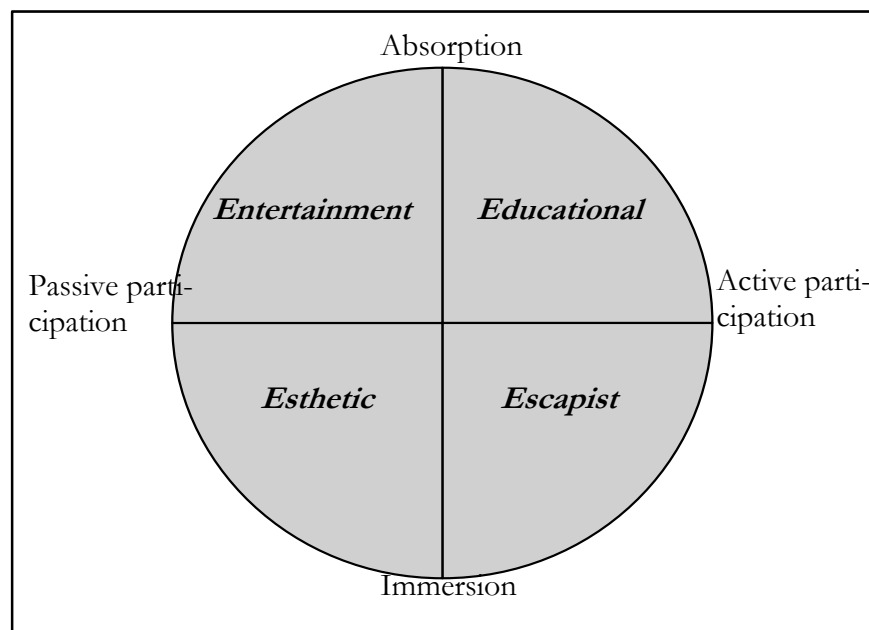 Absorption
Entertainment Educational
Passive parti-
cipation
Active parti-
cipation
Esthetic Escapist
Immersion